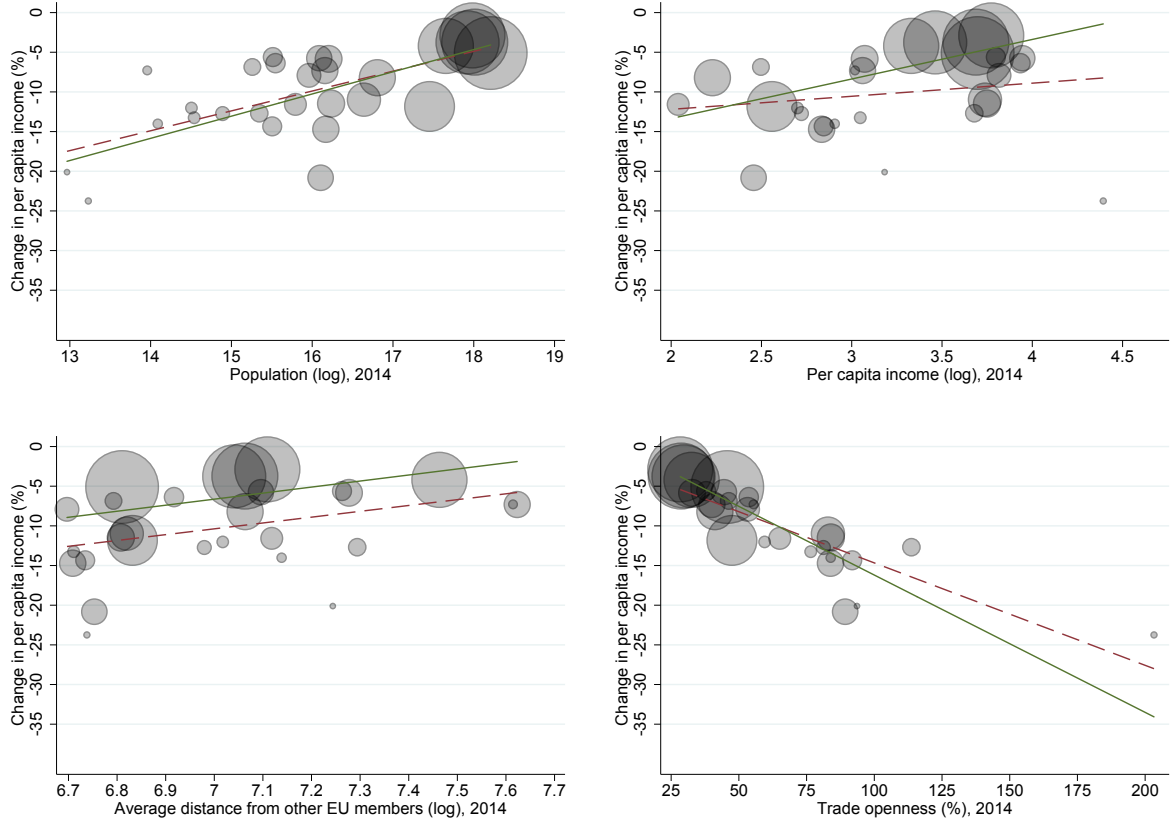 Change in per capita income (%)
0
-5
-10
-15
-20
-25
-30
-35
13 14 15 16 17 18 19
Population (log), 2014
Change in per capita income (%)
0
-5
-10
-15
-20
-25
-30
-35
2 2.5 3 3.5 4 4.5
Per capita income (log), 2014
Change in per capita income (%)
0
-5
-10
-15
-20
-25
-30
-35
6.7 6.8 6.9 7 7.1 7.2 7.3 7.4 7.5 7.6 7.7
Average distance from other EU members (log), 2014
Change in per capita income (%)
0
-5
-10
-15
-20
-25
-30
-35
25 50 75 100 125 150 175 200
Trade openness (%), 2014